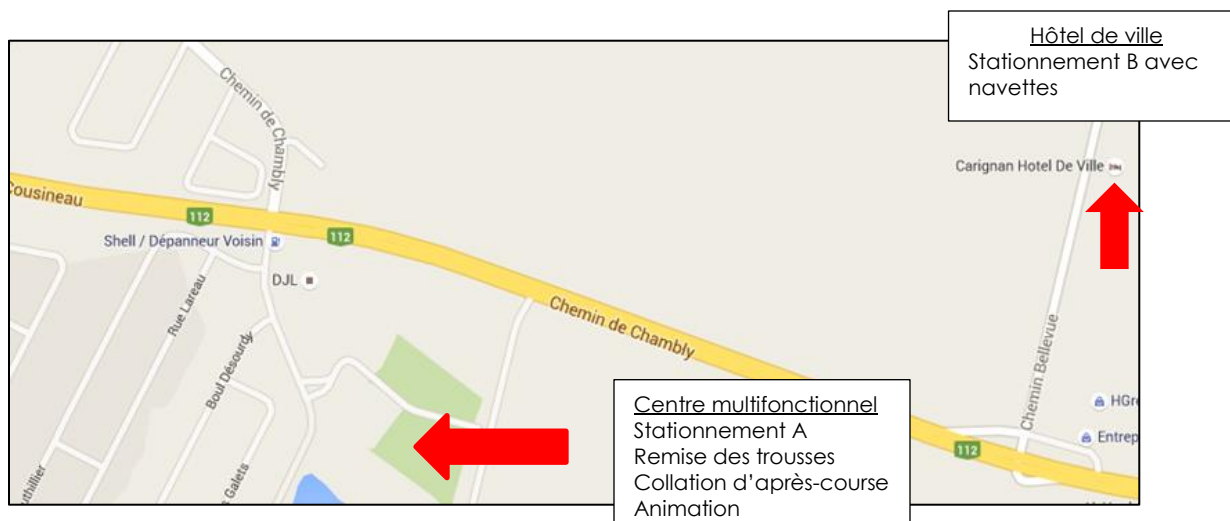 Hôtel de ville
Stationnement B avec
navettes
Chemin de Chambly
Carignan Hotel De Ville
Cousineau
112
Shell / Dépanneur Voisin
112
DJL
Rue Lareau
Chemin de Chambly
Boul Désourdy
Chemin Bellevue
Centre multifonctionnel
Stationnement A
Remise des trousses
Collation d'après-course
Animation
HGre
Entrep
112
Galets
uthillier